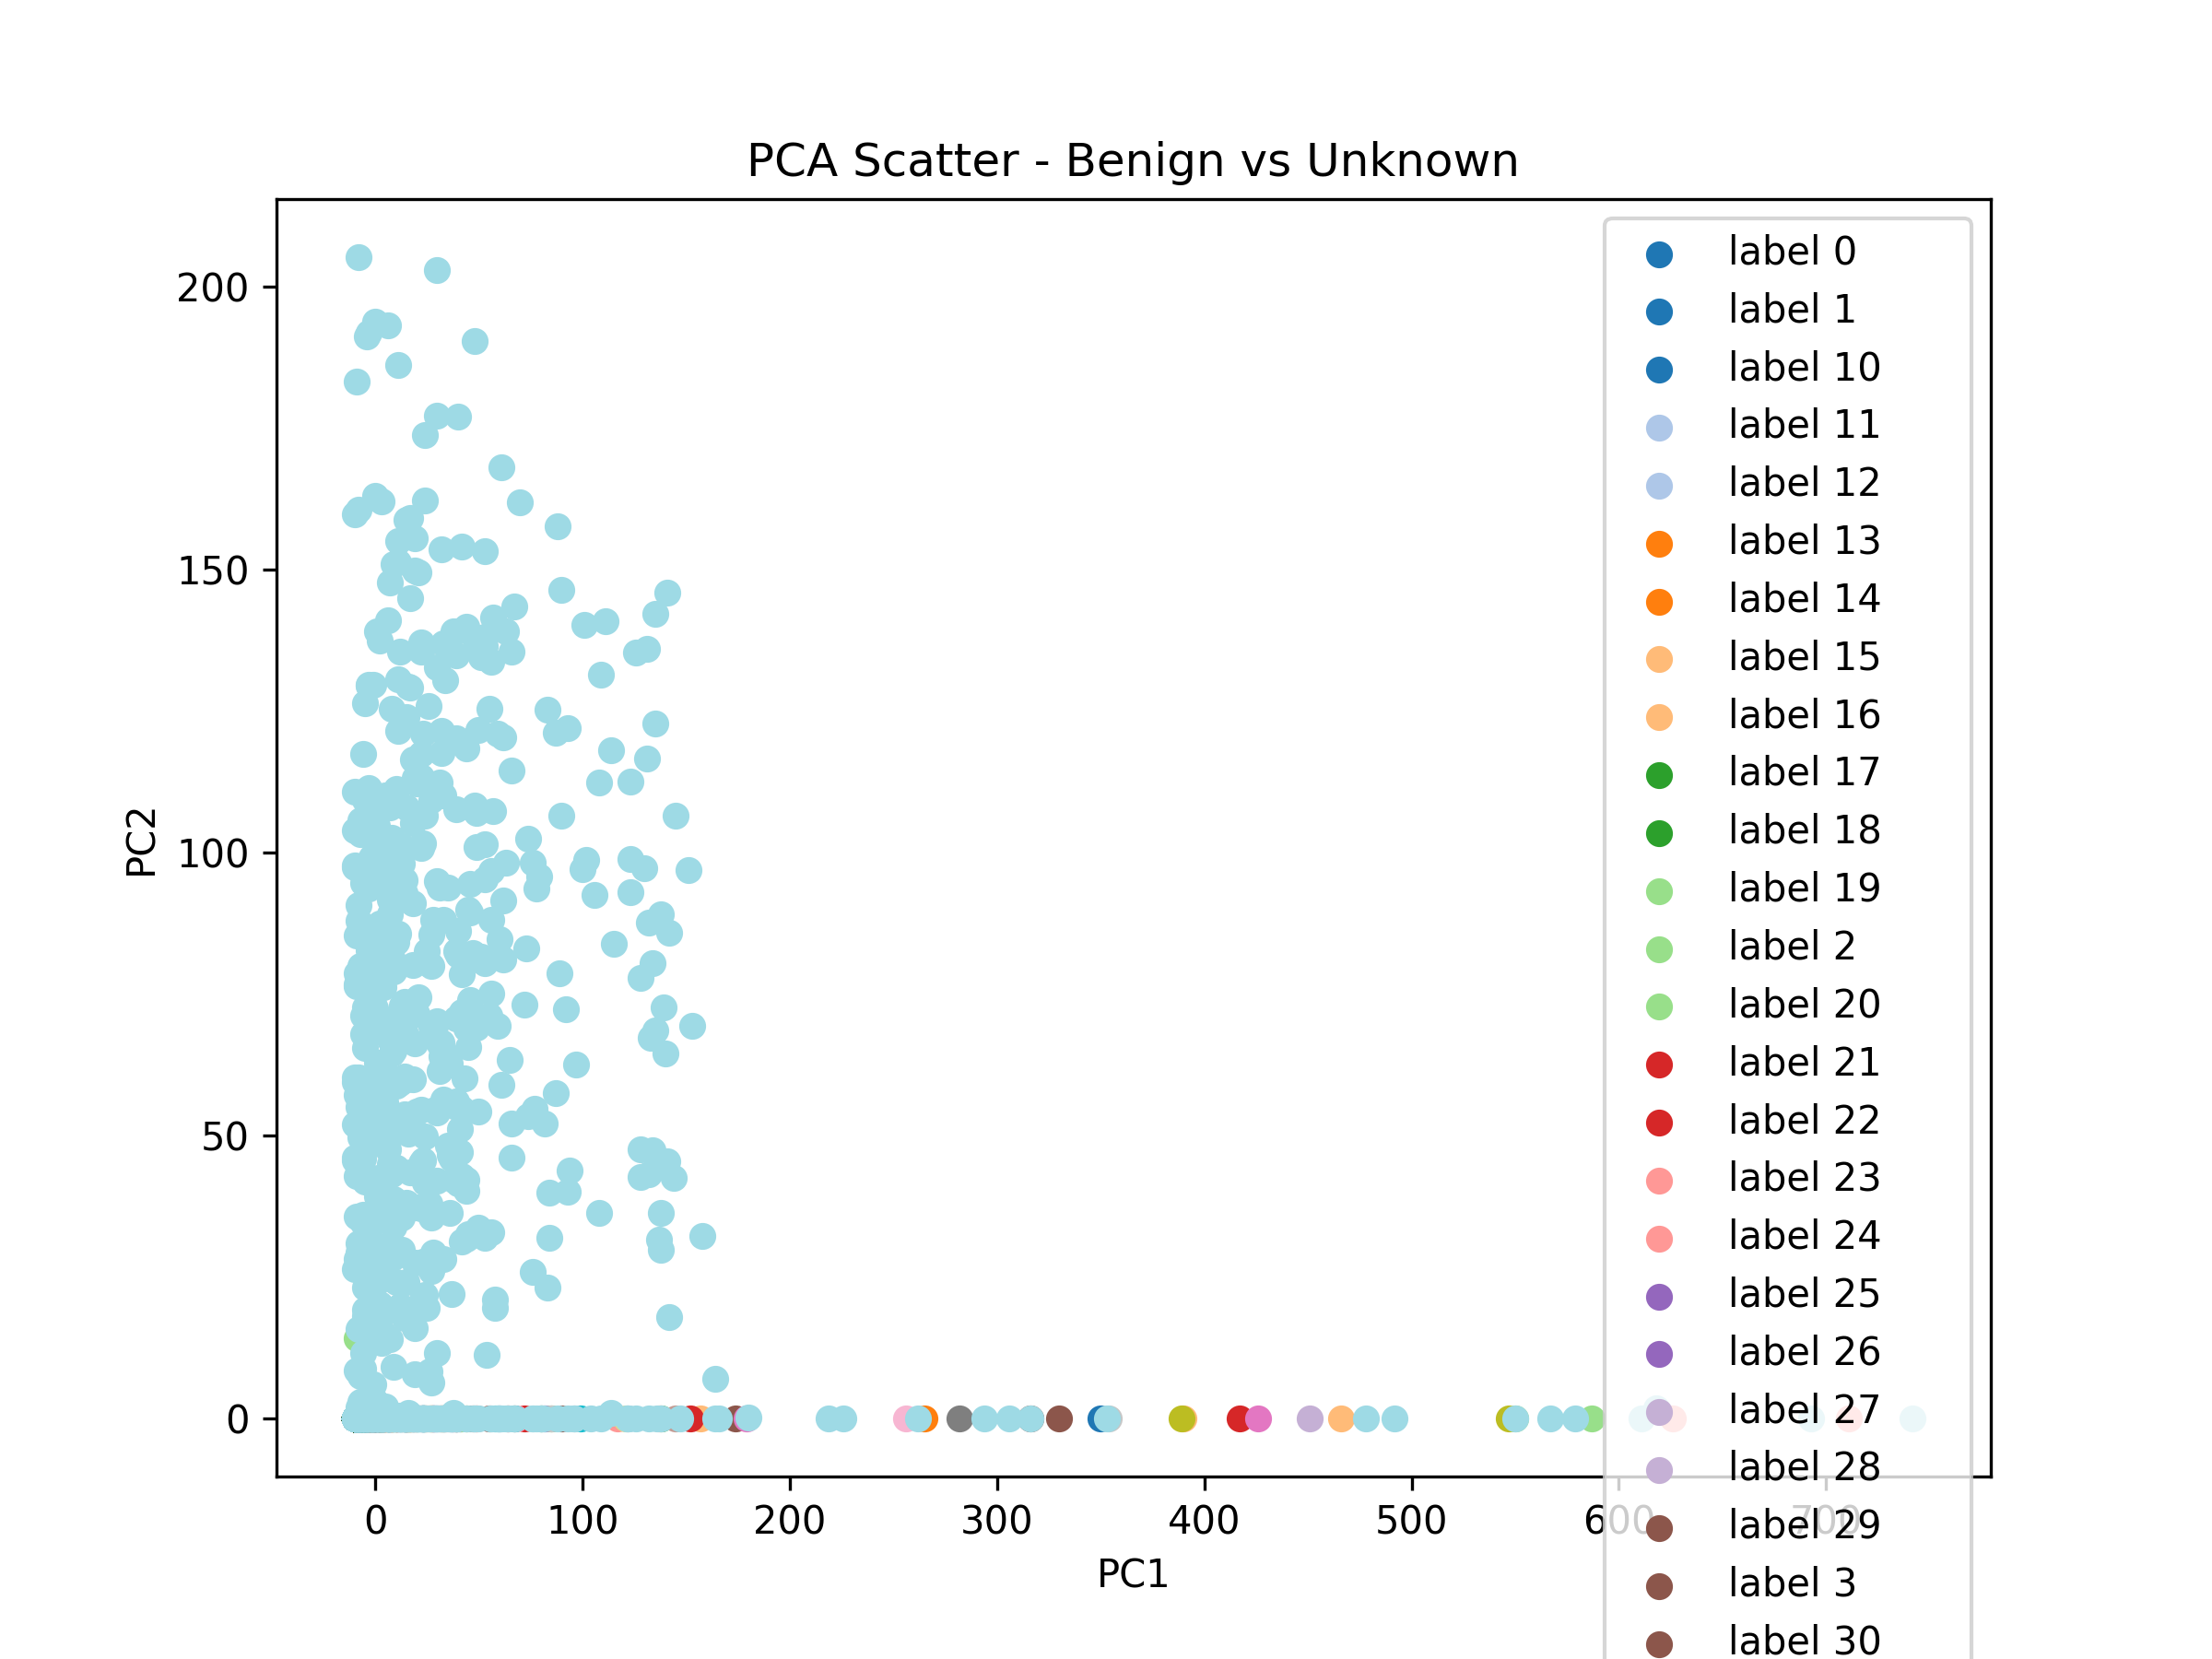 PCA Scatter - Benign vs Unknown
PC2
200
150
100
50
0
0 100 200 300 400 500 600 700
PC1
label 0
label 1
label 10
label 11
label 12
label 13
label 14
label 15
label 16
label 17
label 18
label 19
label 2
label 20
label 21
label 22
label 23
label 24
label 25
label 26
label 27
label 28
label 29
label 3
label 30